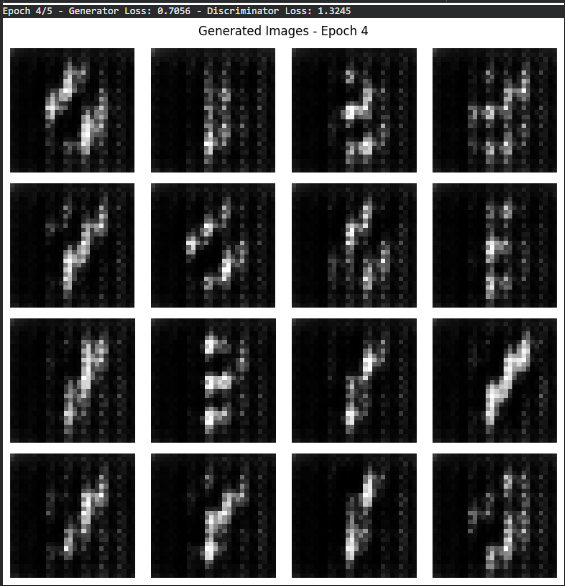 Epoch 4/5 - Generator Loss: 0.7056 - Discriminator Loss: 1.3245
Generated Images - Epoch 4